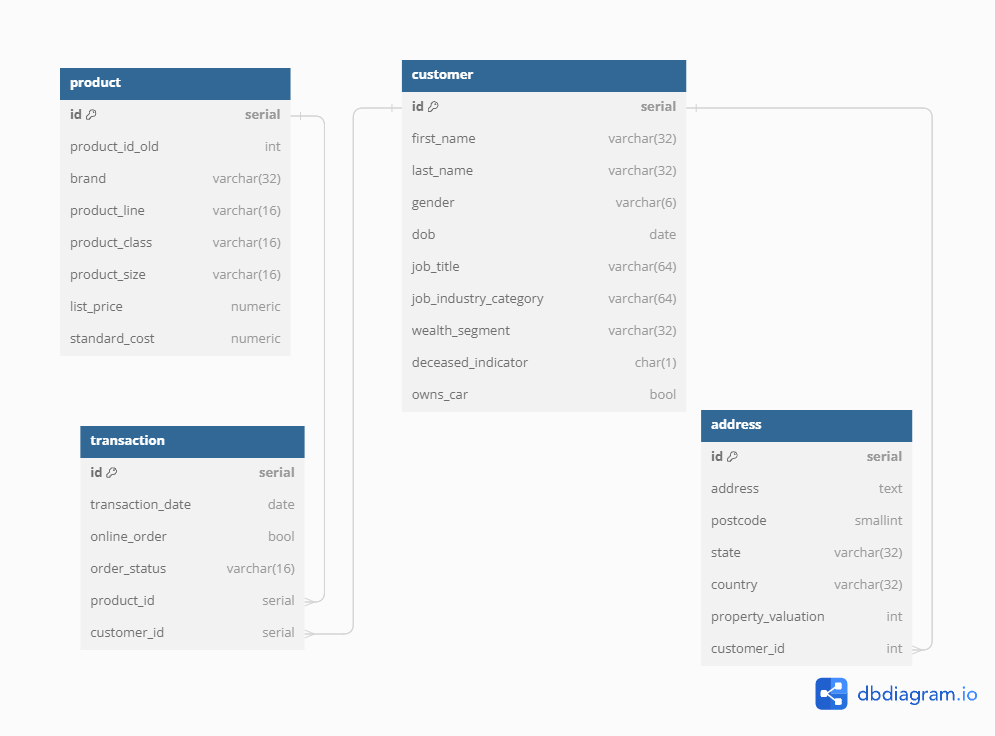 product
id serial
product_id_old int
brand varchar(32)
product_line varchar(16)
product_class varchar(16)
product_size varchar(16)
list_price numeric
standard_cost numeric
customer
id serial
first_name varchar(32)
last_name varchar(32)
gender varchar(6)
dob date
job_title varchar(64)
job_industry_category varchar(64)
wealth_segment varchar(32)
deceased_indicator char(1)
owns_car bool
transaction
id serial
transaction_date date
online_order bool
order_status varchar(16)
product_id serial
customer_id serial
address
id serial
address text
postcode smallint
state varchar(32)
country varchar(32)
property_valuation int
customer_id int
dbdiagram.io